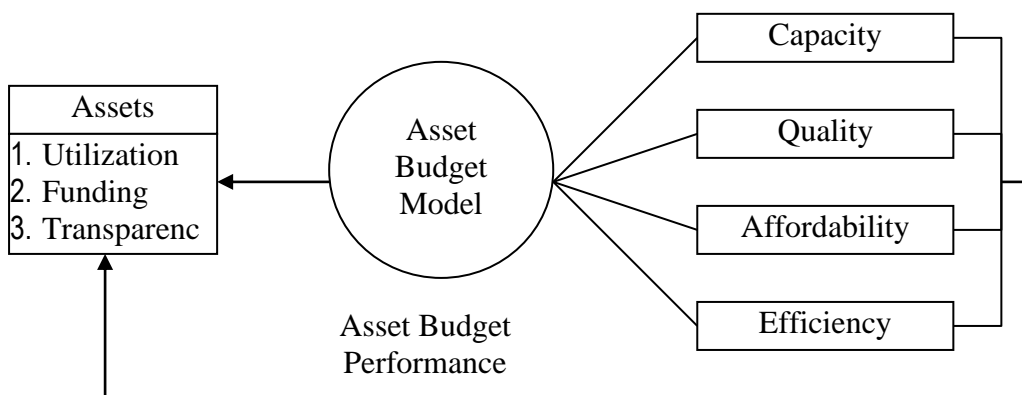 Assets
1. Utilization
2. Funding
3. Transparenc
Asset
Budget
Model
Asset Budget
Performance
Capacity
Quality
Affordability
Efficiency